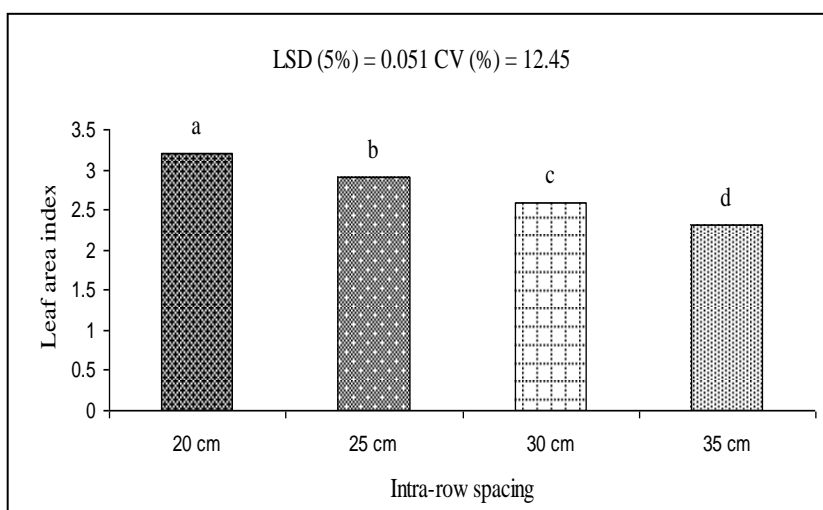 LSD (5%) = 0.051 CV (%) = 12.45
a
b
c
d
3.5
3
2.5
2
1.5
1
0.5
0
Leaf area index
20 cm
25 cm
30 cm
35 cm
Intra-row spacing